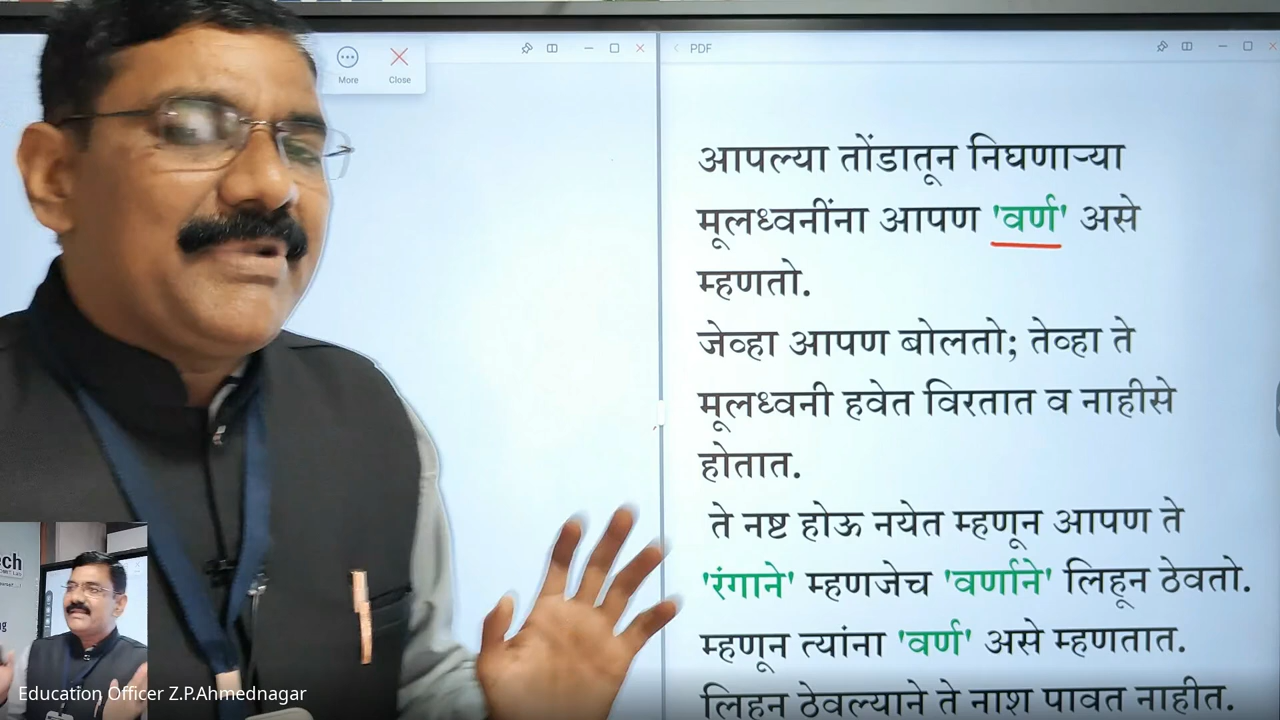 More
Close
PDF
आपल्या तोंडातून निघणाऱ्या
मूलध्वनींना आपण 'वर्ण' असे
म्हणतो.
जेव्हा आपण बोलतो; तेव्हा ते
मूलध्वनी हवेत विरतात व नाहीसे
होतात.
ते नष्ट होऊ नयेत म्हणून आपण ते
'रंगाने' म्हणजेच 'वर्णाने' लिहून ठेवतो.
म्हणून त्यांना 'वर्ण' असे म्हणतात.
लिहून ठेवल्याने ते नाश पावत नाहीत.
ech
Education Officer Z.P.Ahmednagar